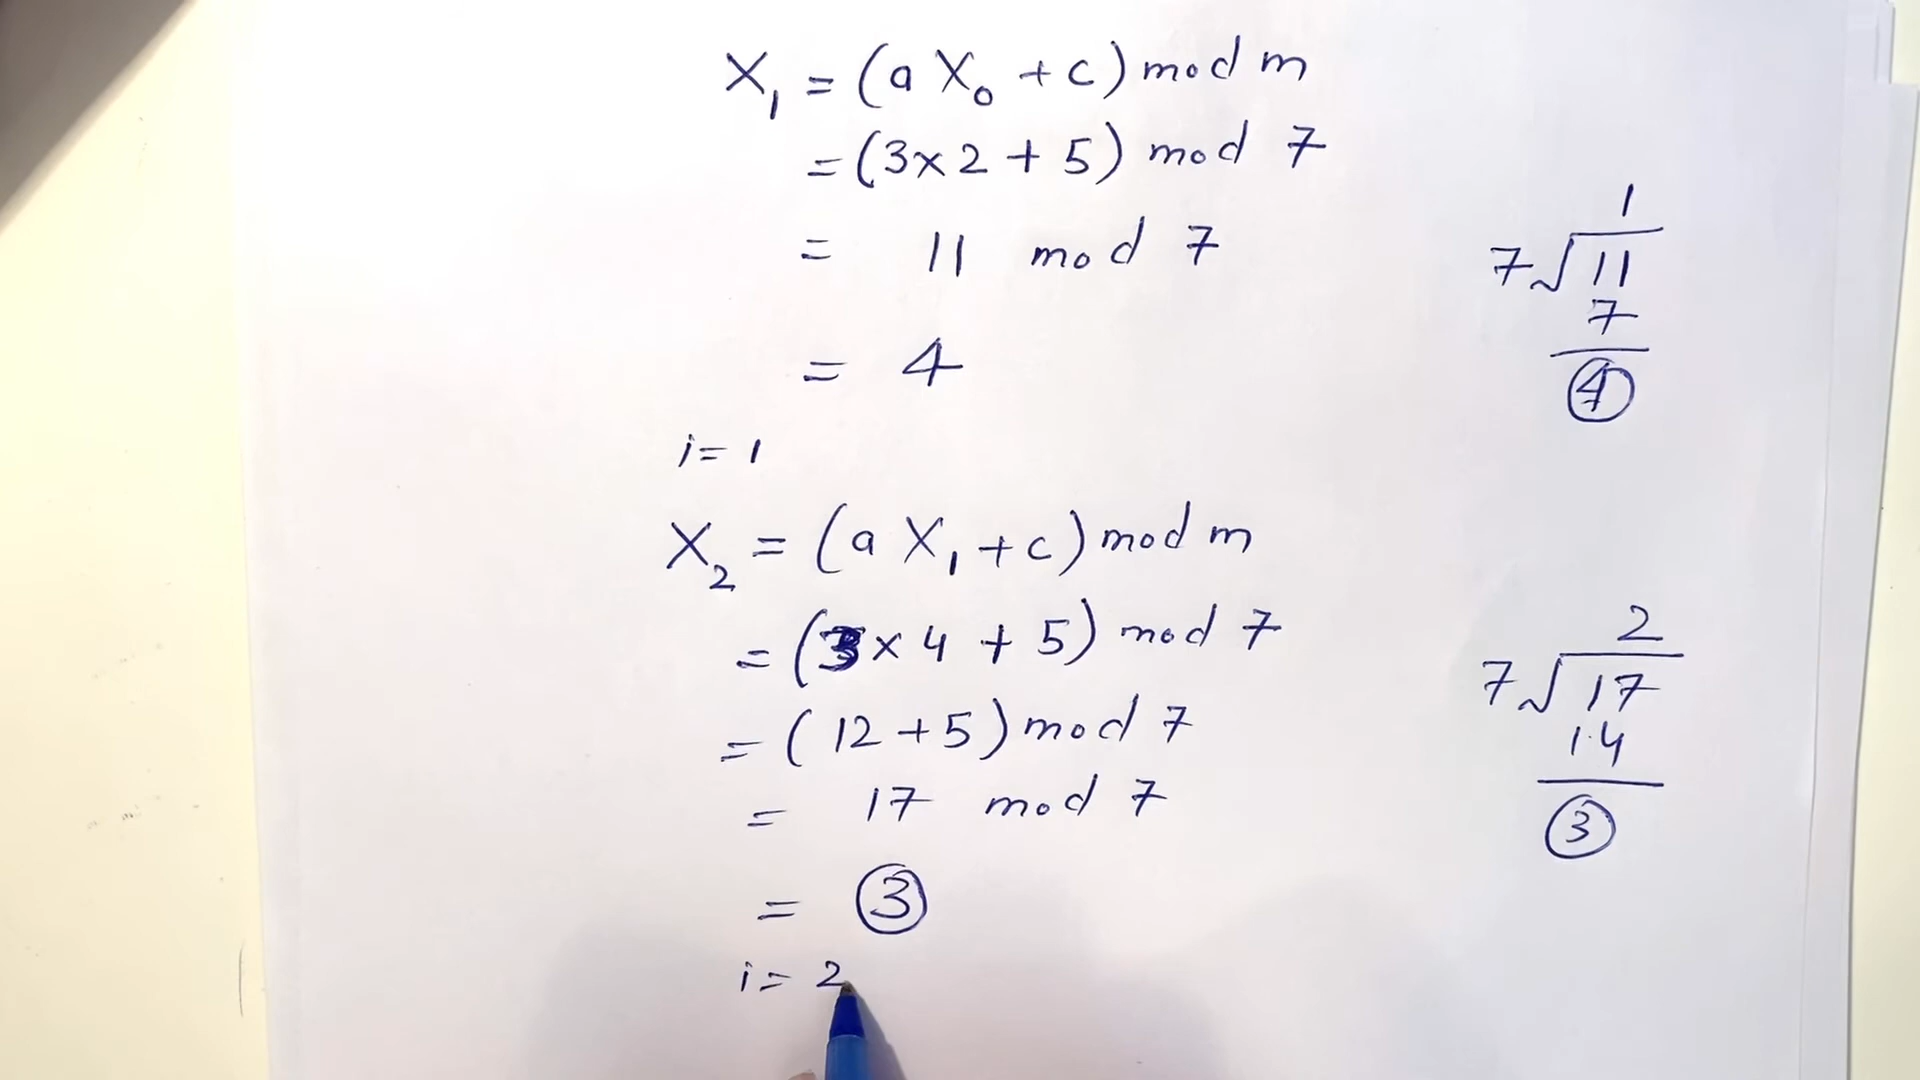 X₁ = (a X₀ + c) mod m
= (3 x 2 + 5) mod 7
= 11 mod 7
= 4
1
7√11
7
4
i = 1
X₂ = (a X₁ + c) mod m
= (3 x 4 + 5) mod 7
= (12 + 5) mod 7
= 17 mod 7
= 3
2
7√17
14
3
i = 2